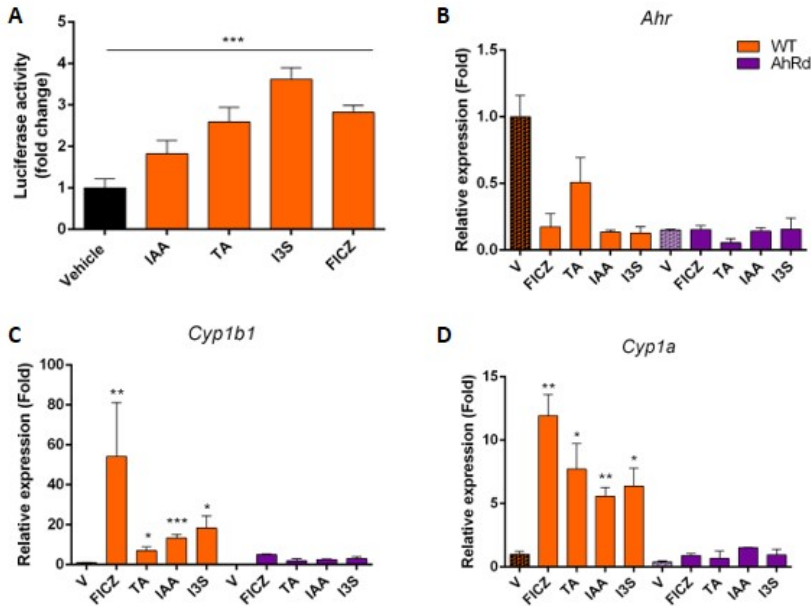 A
Luciferase activity
(fold change)
5
4
3
2
1
0
***
Vehicle
IAA
TA
I3S
FICZ
B
Ahr
WT
AhRd
Relative expression (Fold)
1.5
1.0
0.5
0.0
V
FICZ
TA
IAA
I3S
V
FICZ
TA
IAA
I3S
C
Cyp1b1
Relative expression (Fold)
100
80
60
40
20
0
**
*
***
*
V
FICZ
TA
IAA
I3S
V
FICZ
TA
IAA
I3S
D
Cyp1a
Relative expression (Fold)
15
10
5
0
**
*
**
*
V
FICZ
TA
IAA
I3S
V
FICZ
TA
IAA
I3S